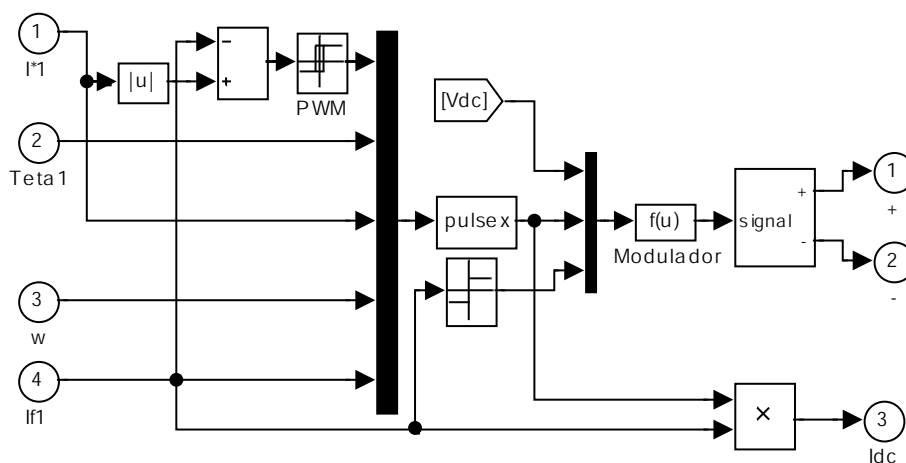 1
I*1
|u|
−
+
PWM
[Vdc]
2
Teta1
pulsex
f(u)
Modulador
signal
+
-
1
+
2
-
3
w
4
If1
×
3
Idc